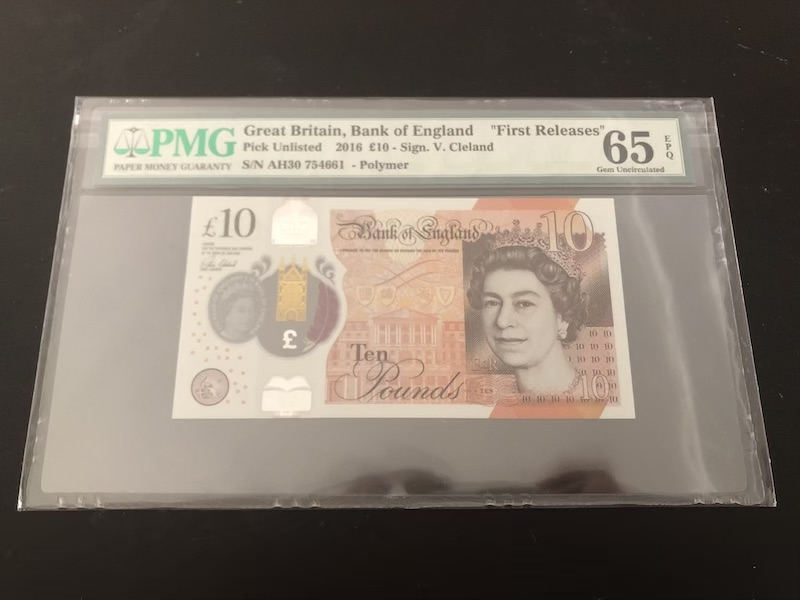 PMG
PAPER MONEY GUARANTY
Great Britain, Bank of England "First Releases"
Pick Unlisted 2016 £10 - Sign. V. Cleland
S/N AH30 754661 - Polymer
65 EPQ
Gem Uncirculated
£10
Bank of England
10
£
Ten
Pounds
10